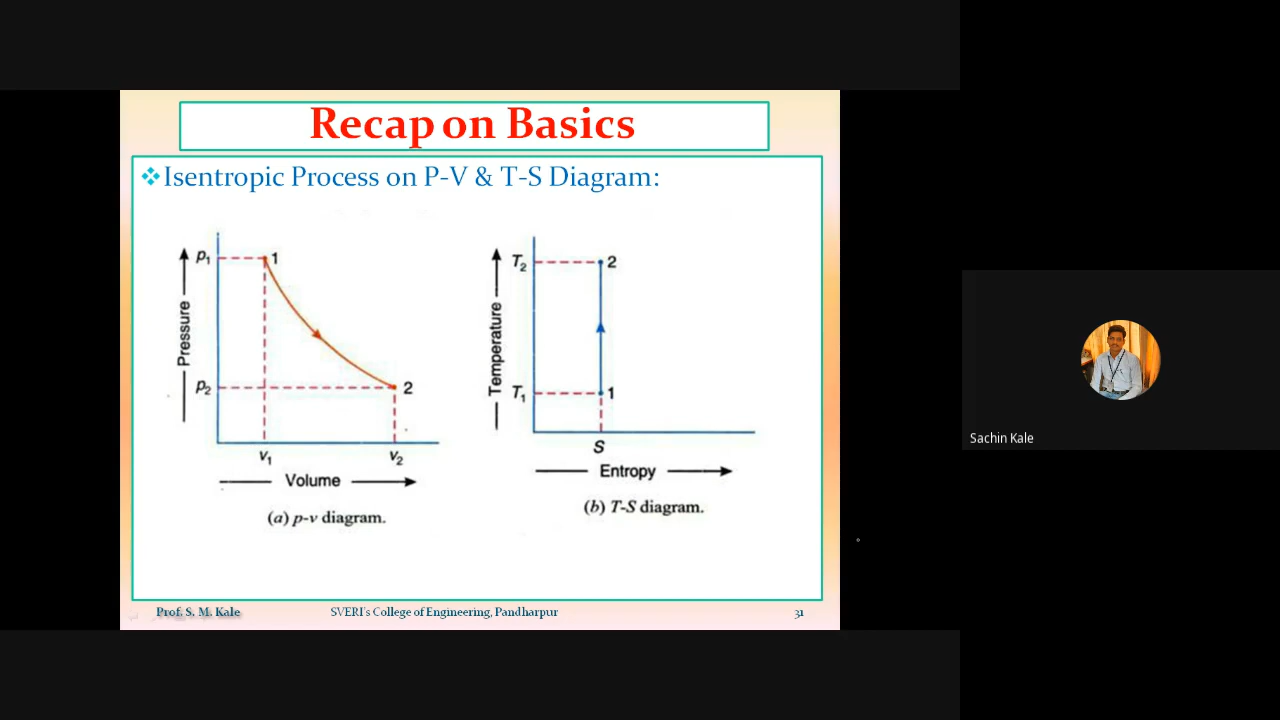 Recap on Basics
❖Isentropic Process on P-V & T-S Diagram:
Pressure
p1
1
p2
2
v1
v2
Volume
(a) p-v diagram.
Temperature
T2
2
T1
1
S
Entropy
(b) T-S diagram.
Sachin Kale
Prof. S. M. Kale
SVERI's College of Engineering, Pandharpur
31